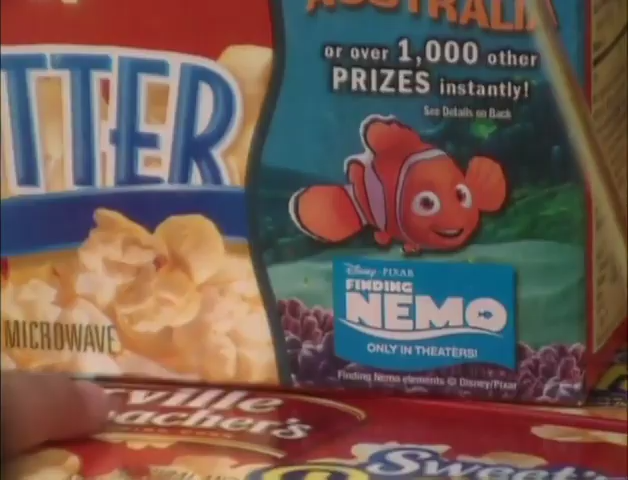 AUSTRALIA
or over 1,000 other
PRIZES instantly!
See Details on Back
TTER
Disney · PIXAR
FINDING
NEMO
ONLY IN THEATERS!
MICROWAVE
Finding Nemo elements © Disney/Pixar
ville
acher's
Sweet